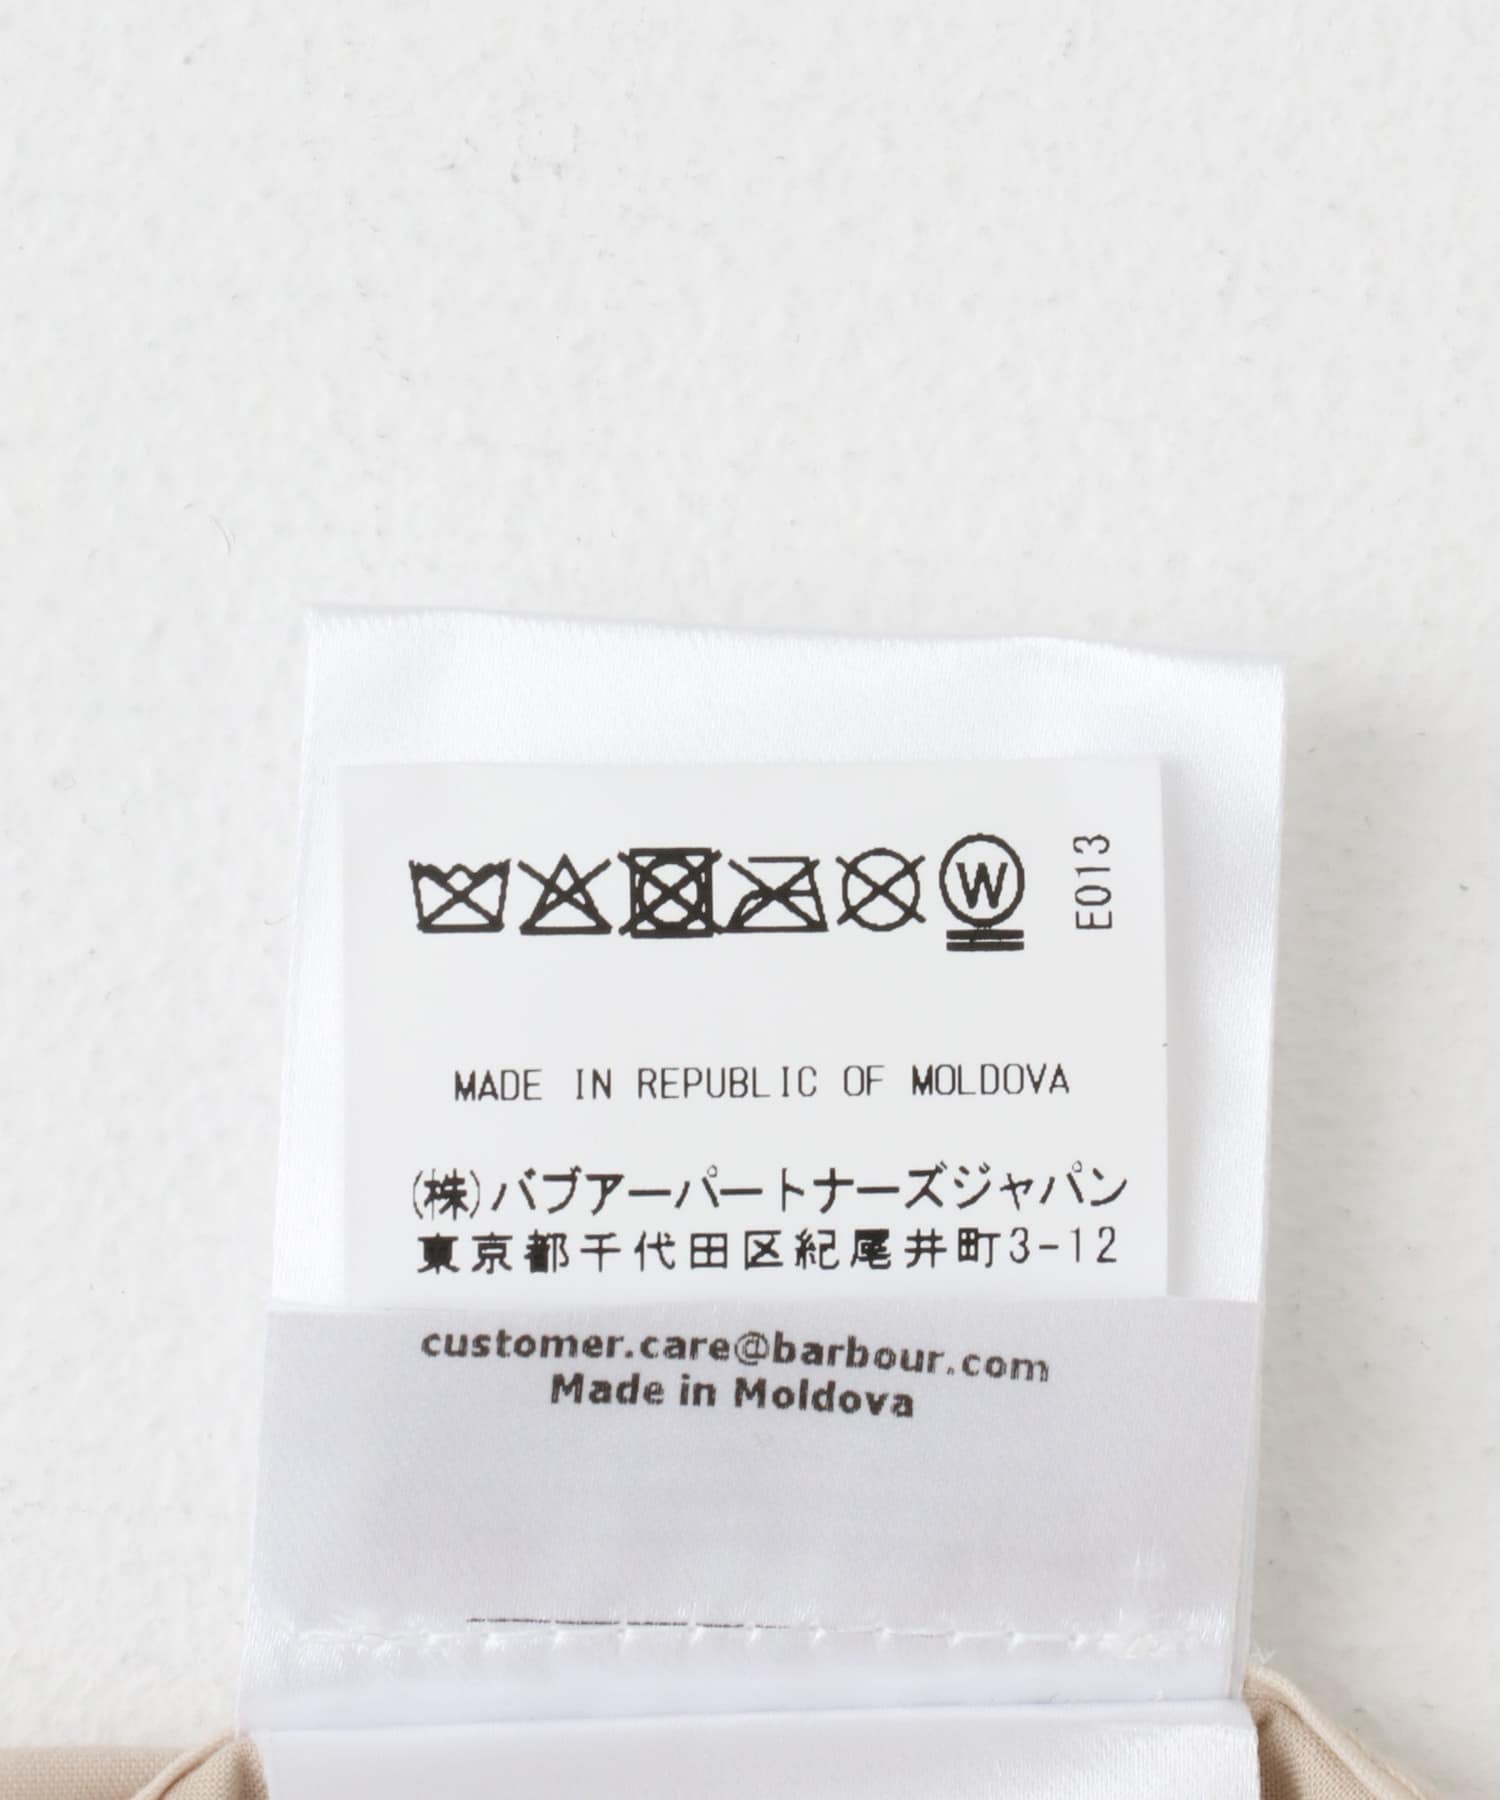 W
E013
MADE IN REPUBLIC OF MOLDOVA
(株)バブアーパートナーズジャパン
東京都千代田区紀尾井町3-12
customer.care@barbour.com
Made in Moldova